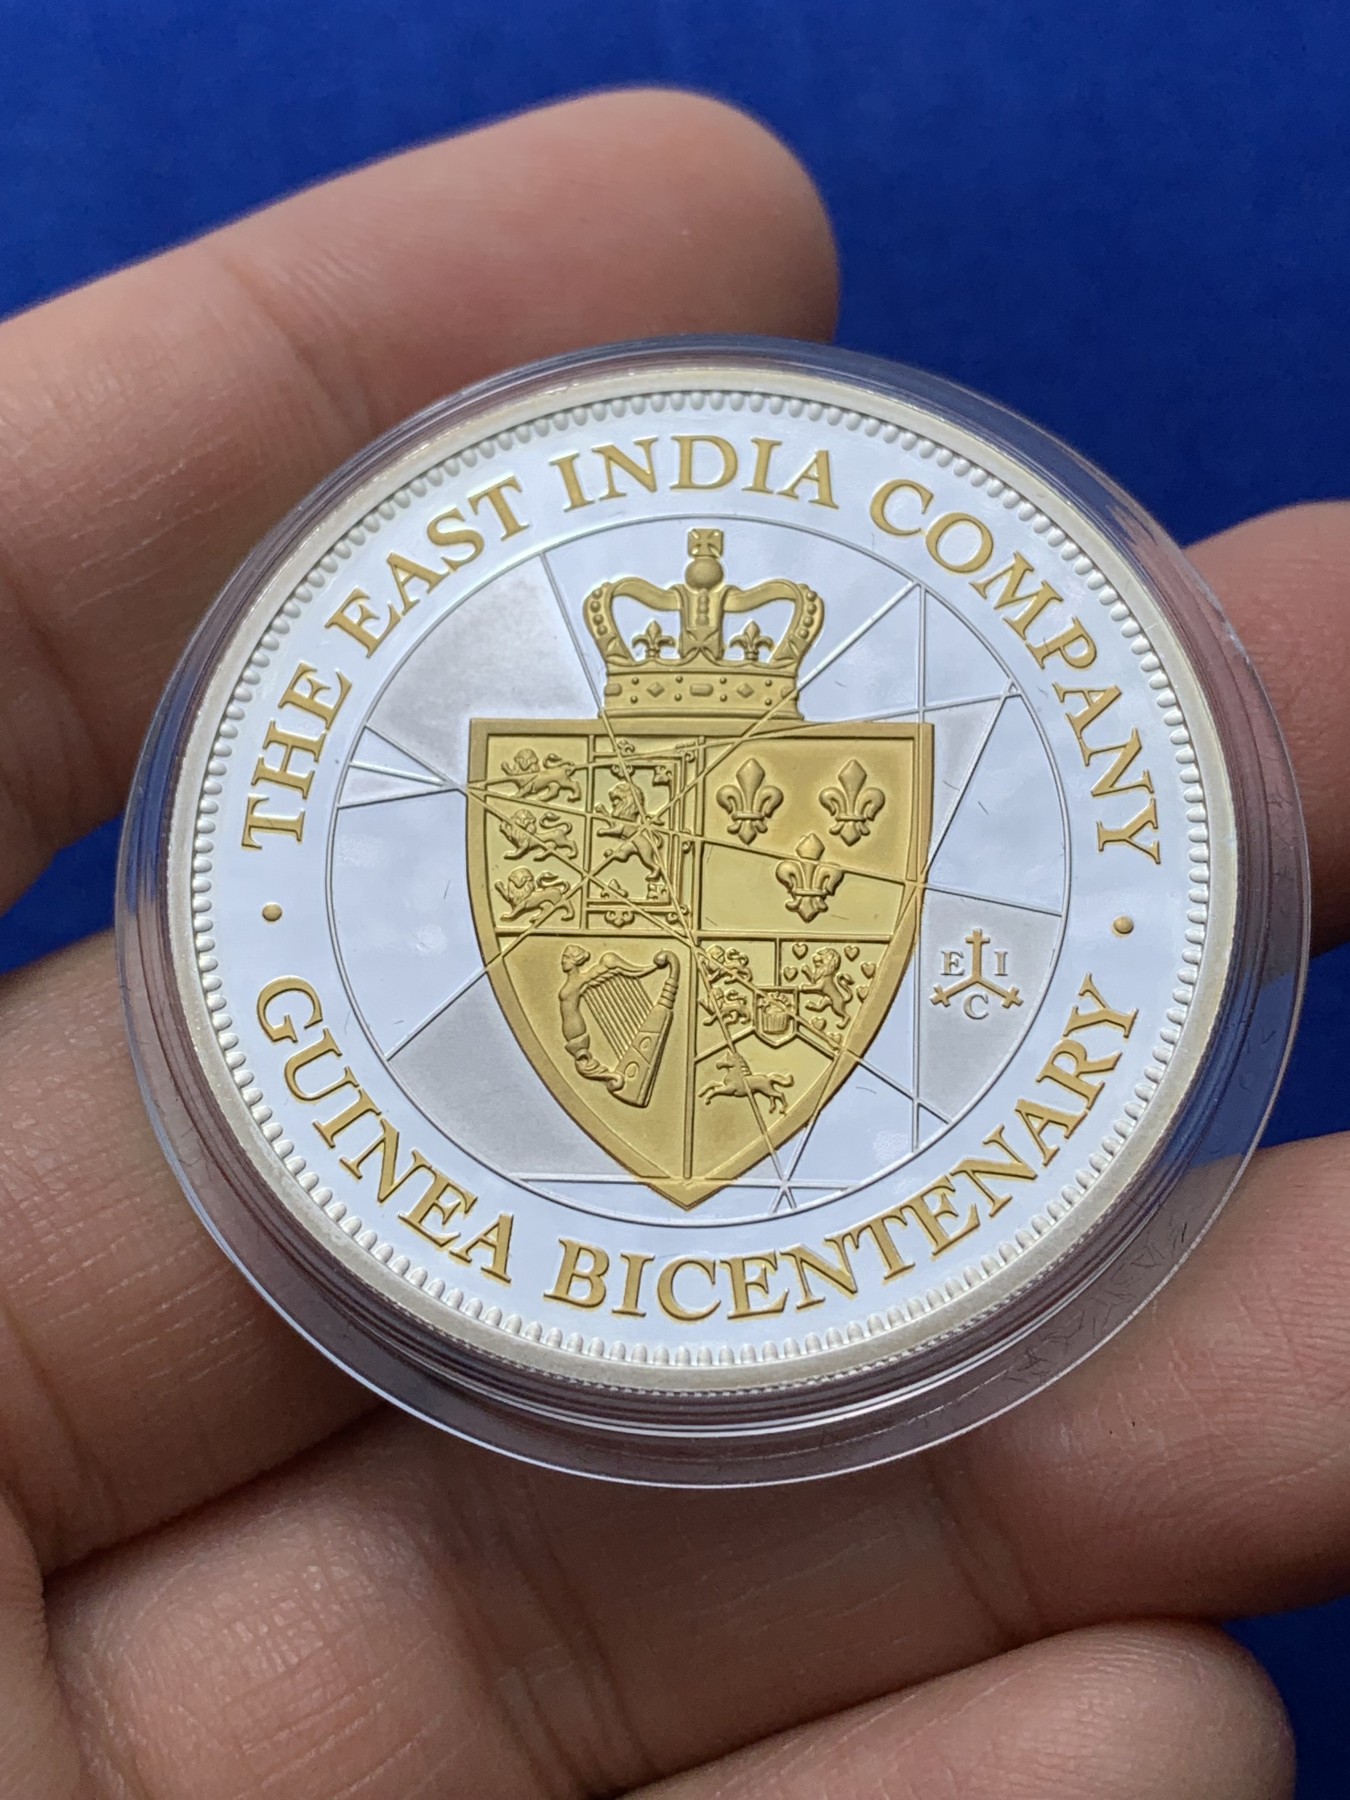 THE EAST INDIA COMPANY
E I
C
GUINEA BICENTENARY